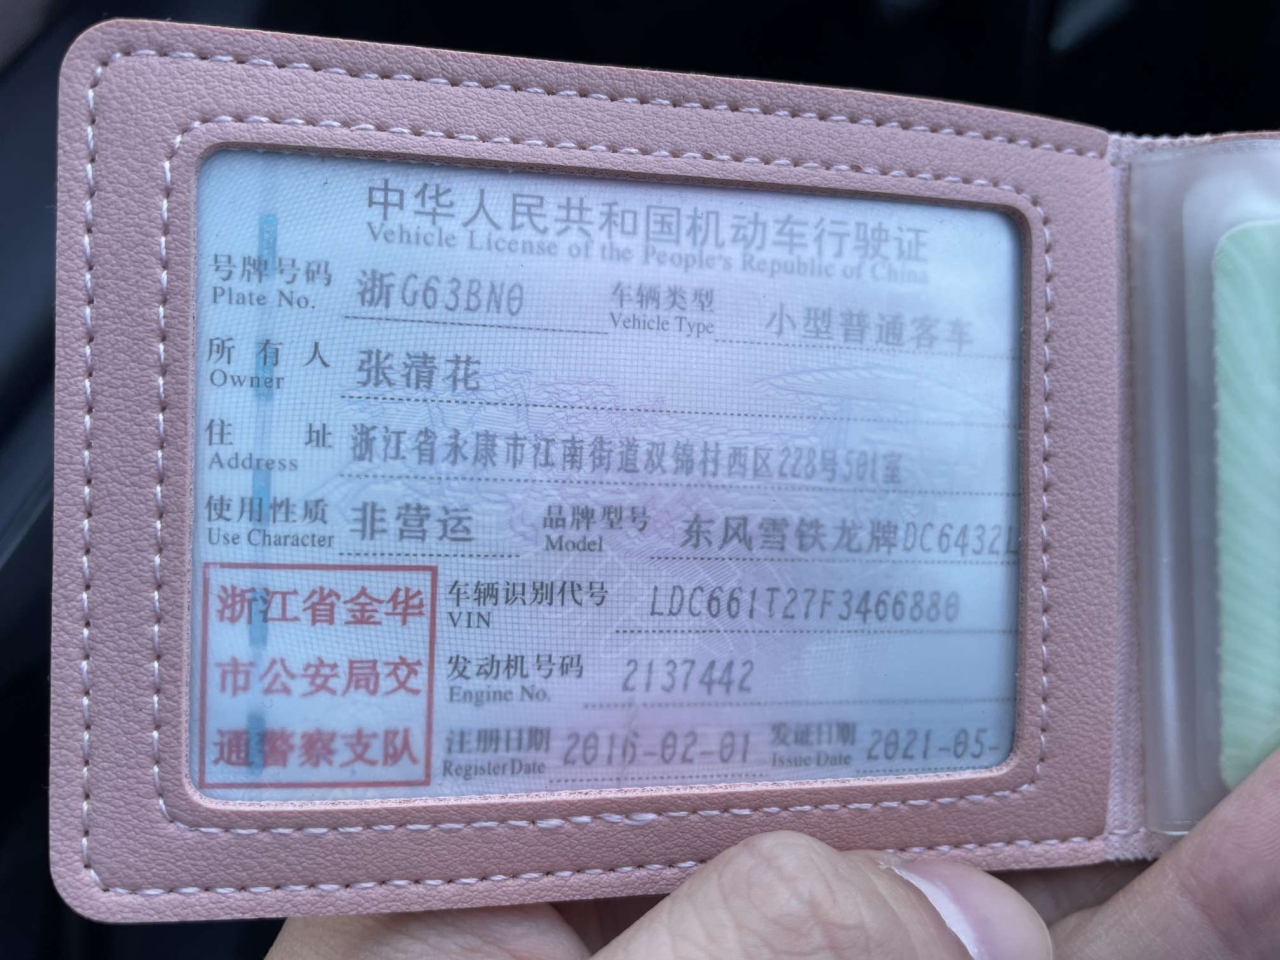 中华人民共和国机动车行驶证
Vehicle License of the People's Republic of China
号牌号码 浙G63BN0 车辆类型 小型普通客车
Plate No. Vehicle Type
所有人 张清花
Owner
住址 浙江省永康市江南街道双锦村西区228号501室
Address
使用性质 非营运 品牌型号 东风雪铁龙牌DC6432L
Use Character Model
浙江省金华
市公安局交
通警察支队
车辆识别代号 LDC661T27F3466880
VIN
发动机号码 2137442
Engine No.
注册日期 2016-02-01 发证日期 2021-05-
Register Date Issue Date